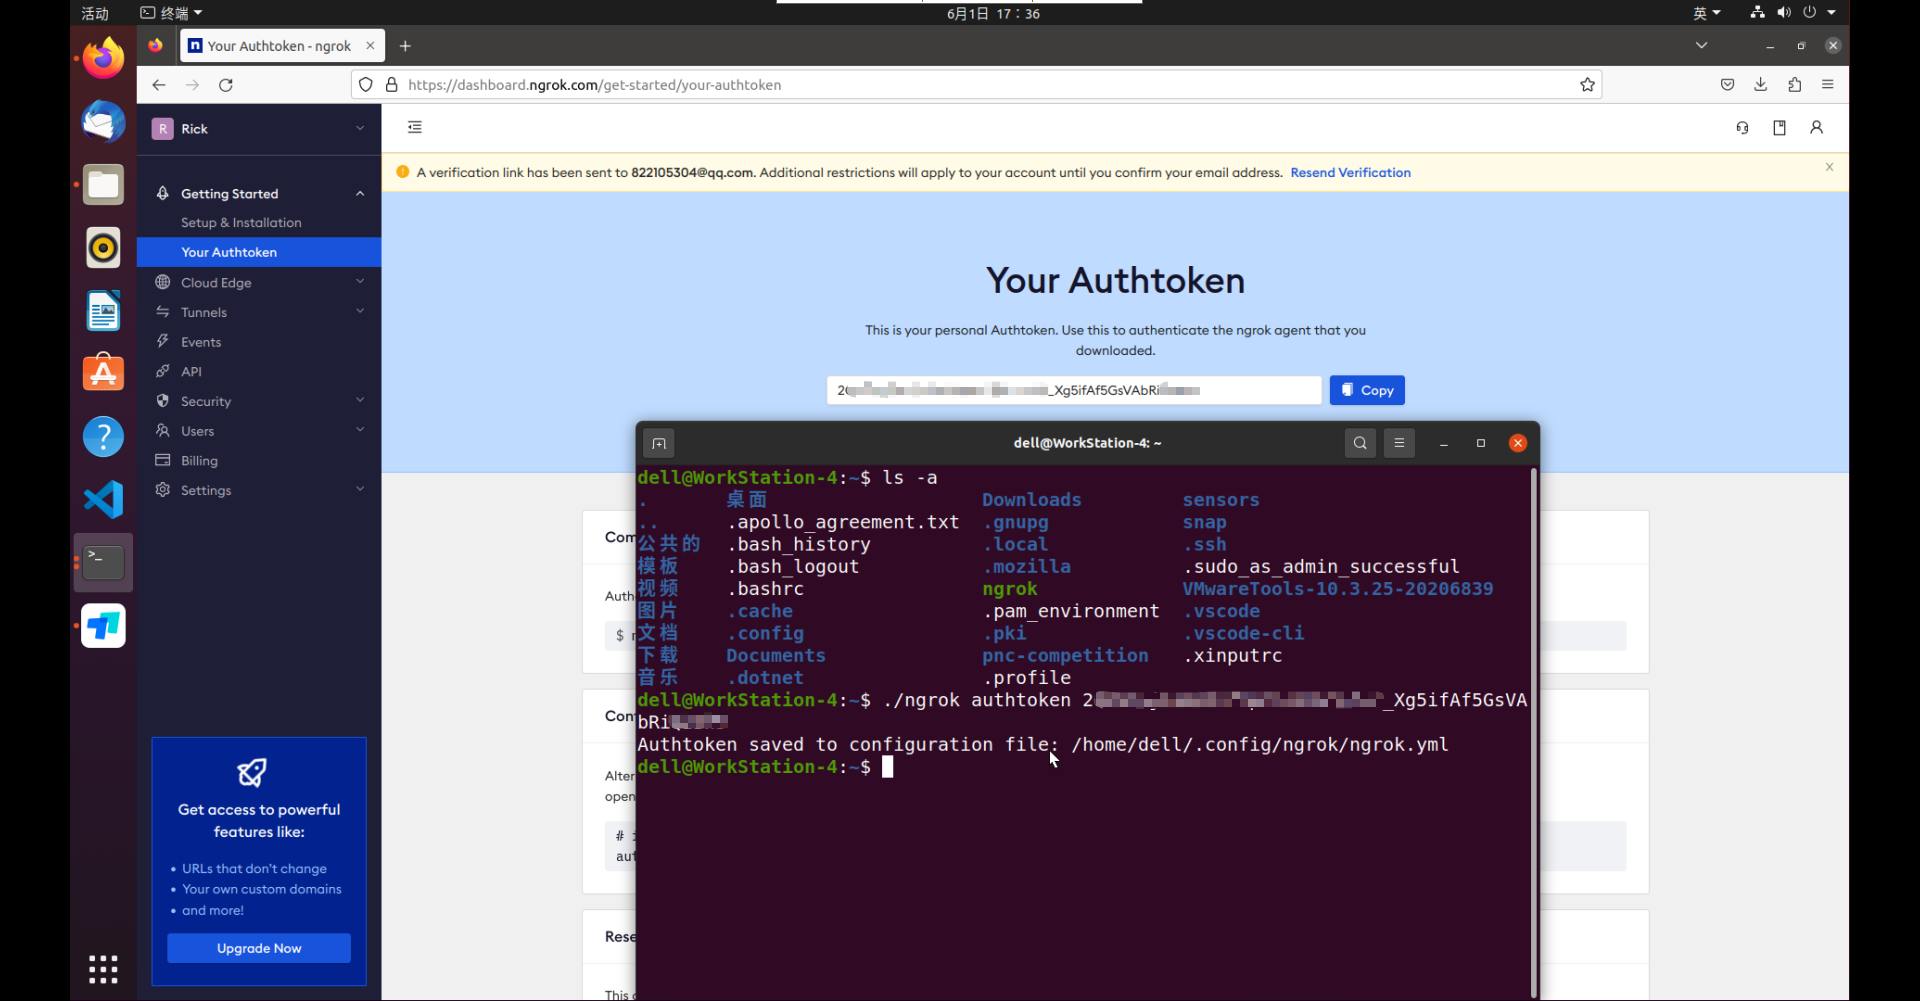 活动
终端
6月1日 17：36
英
Your Authtoken - ngrok
https://dashboard.ngrok.com/get-started/your-authtoken
R Rick
A verification link has been sent to 822105304@qq.com. Additional restrictions will apply to your account until you confirm your email address. Resend Verification
Getting Started
Setup & Installation
Your Authtoken
Cloud Edge
Tunnels
Events
API
Security
Users
Billing
Settings
Get access to powerful
features like:
• URLs that don't change
• Your own custom domains
• and more!
Upgrade Now
Your Authtoken
This is your personal Authtoken. Use this to authenticate the ngrok agent that you
downloaded.
_Xg5ifAf5GsVAbRi
Copy
Com
Auth
$
Con
Alter
open
#
aut
Rese
This
dell@WorkStation-4: ~
dell@WorkStation-4:~$ ls -a
. 桌面 Downloads sensors
.. .apollo_agreement.txt .gnupg snap
公共的 .bash_history .local .ssh
模板 .bash_logout .mozilla .sudo_as_admin_successful
视频 .bashrc ngrok VMwareTools-10.3.25-20206839
图片 .cache .pam_environment .vscode
文档 .config .pki .vscode-cli
下载 Documents pnc-competition .xinputrc
音乐 .dotnet .profile
dell@WorkStation-4:~$ ./ngrok authtoken 2 _Xg5ifAf5GsVA
bRi
Authtoken saved to configuration file: /home/dell/.config/ngrok/ngrok.yml
dell@WorkStation-4:~$